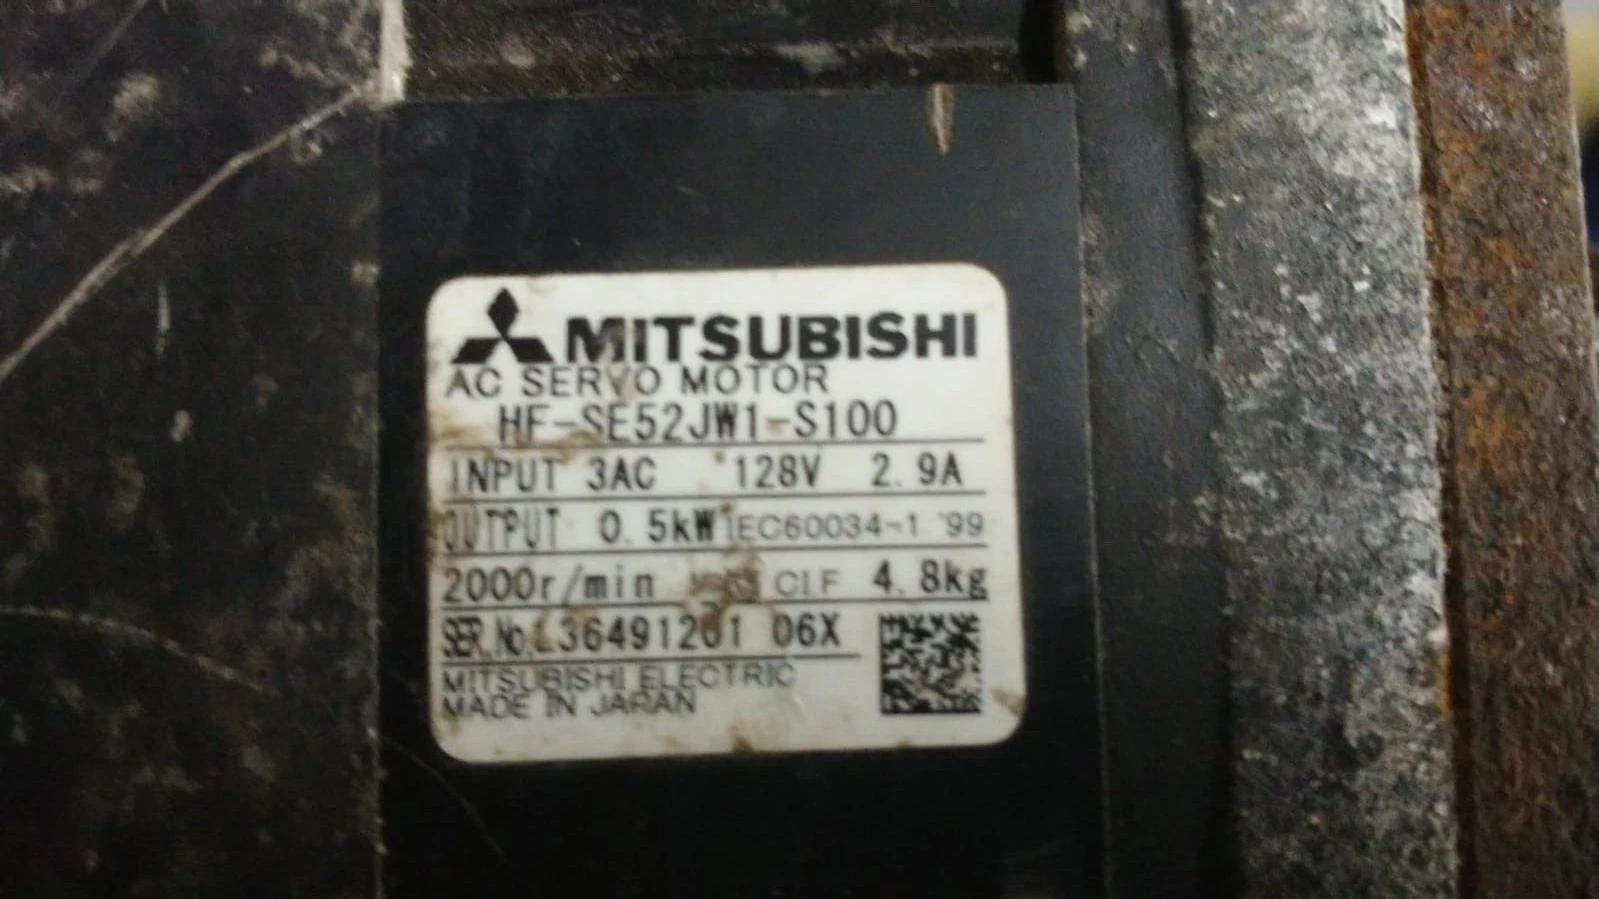 MITSUBISHI
AC SERVO MOTOR
HF-SE52JW1-S100
INPUT 3AC 128V 2.9A
OUTPUT 0.5kW IEC60034-1 '99
2000r/min CI.F 4.8kg
SER.No. 06X
MITSUBISHI ELECTRIC
MADE IN JAPAN